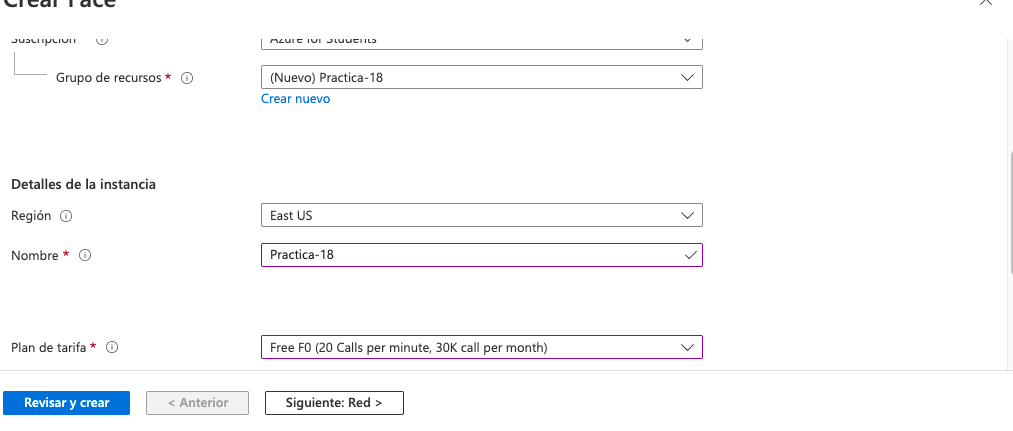 Crear Face
Suscripción
Azure for Students
Grupo de recursos *
(Nuevo) Practica-18
Crear nuevo
Detalles de la instancia
Región
East US
Nombre *
Practica-18
Plan de tarifa *
Free F0 (20 Calls per minute, 30K call per month)
Revisar y crear
< Anterior
Siguiente: Red >